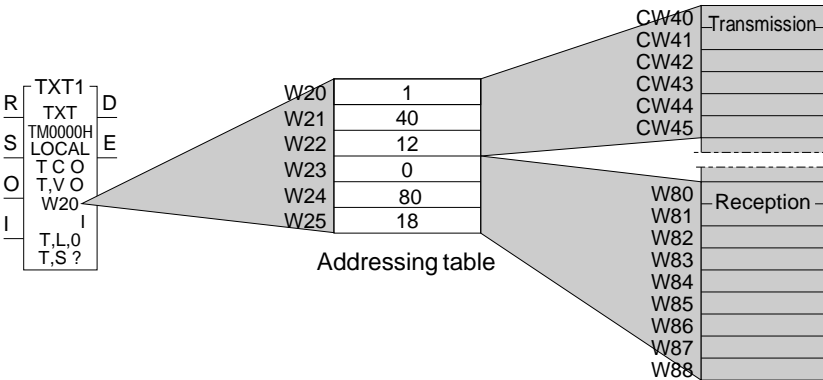 TXT1
R
D
TXT
TM0000H
S
E
LOCAL
T C O
O
T,V O
W20
I
I
T,L,0
T,S ?
W20 1
W21 40
W22 12
W23 0
W24 80
W25 18
Addressing table
CW40 Transmission
CW41
CW42
CW43
CW44
CW45
W80 Reception
W81
W82
W83
W84
W85
W86
W87
W88